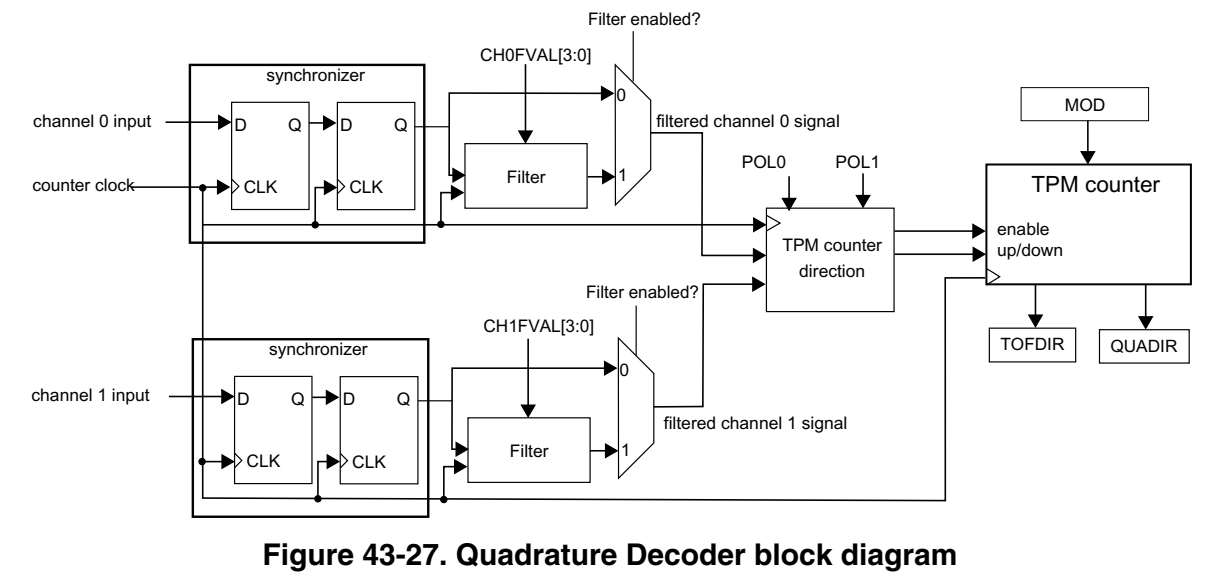 Filter enabled?
CH0FVAL[3:0]
synchronizer
channel 0 input
D Q D Q
0
filtered channel 0 signal
MOD
counter clock
CLK CLK
Filter
1
POL0 POL1
TPM counter
enable
up/down
TPM counter
direction
Filter enabled?
CH1FVAL[3:0]
synchronizer
TOFDIR QUADIR
channel 1 input
D Q D Q
0
filtered channel 1 signal
CLK CLK
Filter
1
Figure 43-27. Quadrature Decoder block diagram